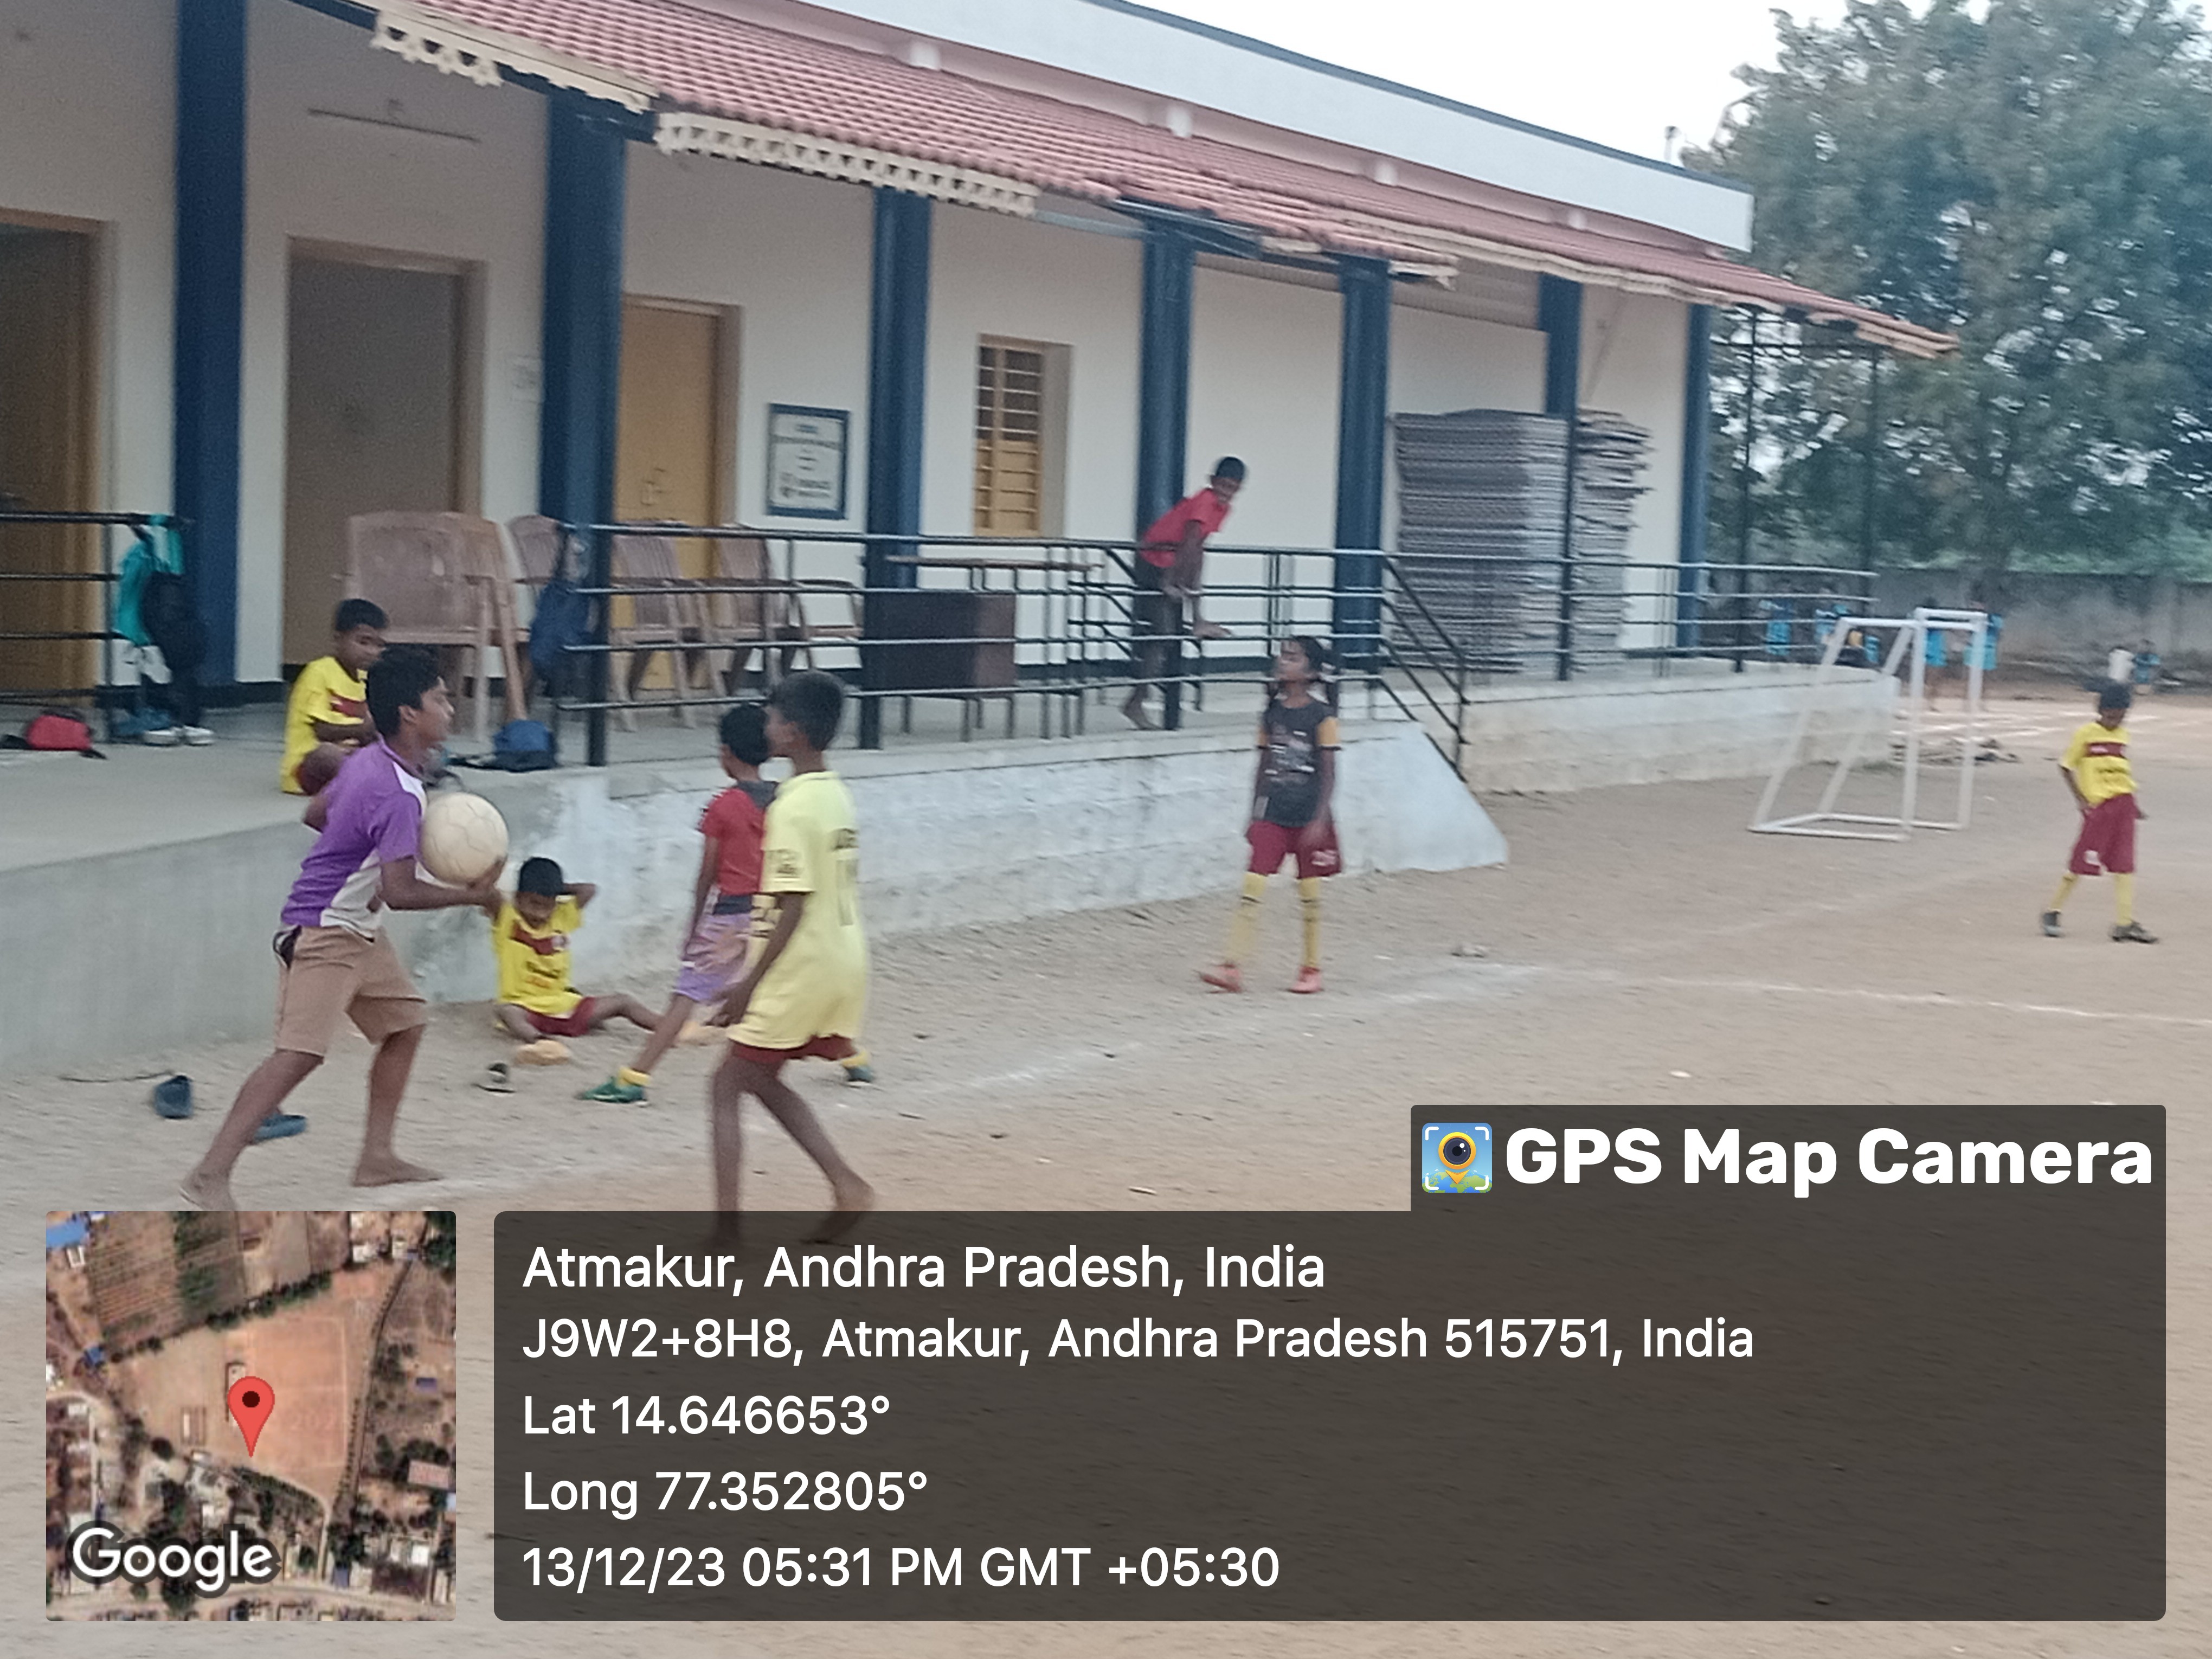 GPS Map Camera
Atmakur, Andhra Pradesh, India
J9W2+8H8, Atmakur, Andhra Pradesh 515751, India
Lat 14.646653°
Long 77.352805°
13/12/23 05:31 PM GMT +05:30
Google